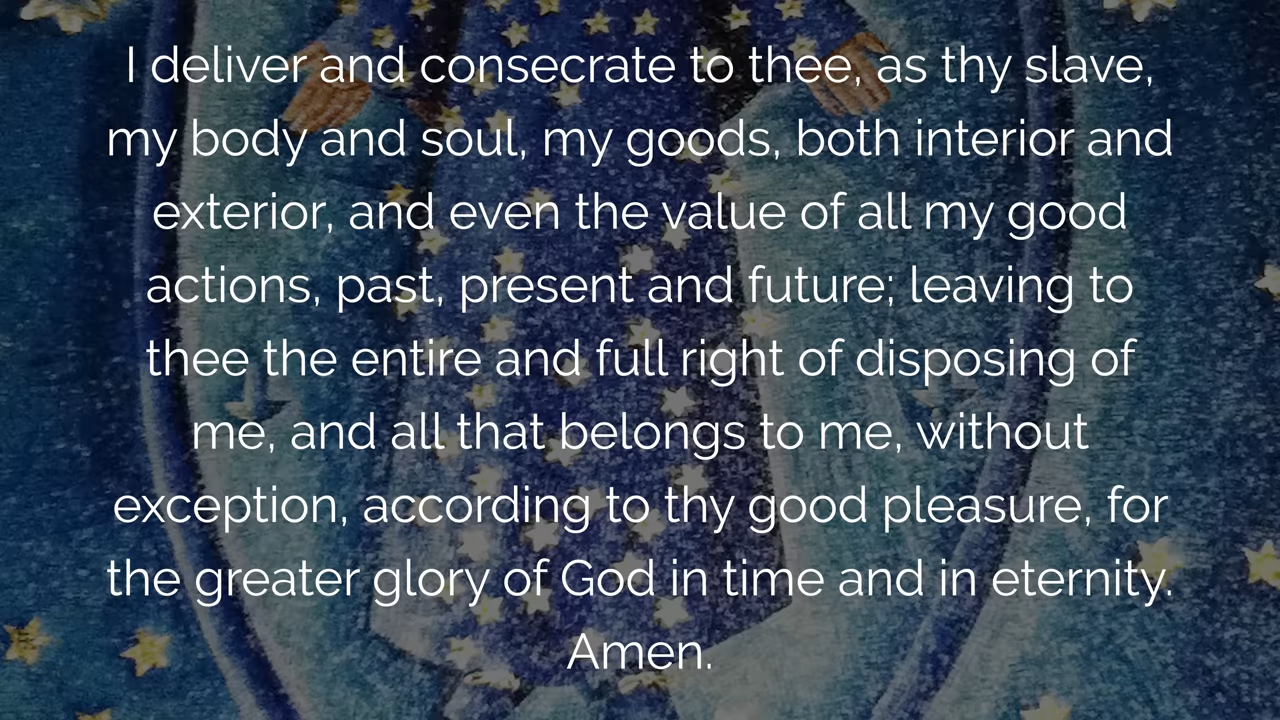 I deliver and consecrate to thee, as thy slave,
my body and soul, my goods, both interior and
exterior, and even the value of all my good
actions, past, present and future; leaving to
thee the entire and full right of disposing of
me, and all that belongs to me, without
exception, according to thy good pleasure, for
the greater glory of God in time and in eternity.
Amen.